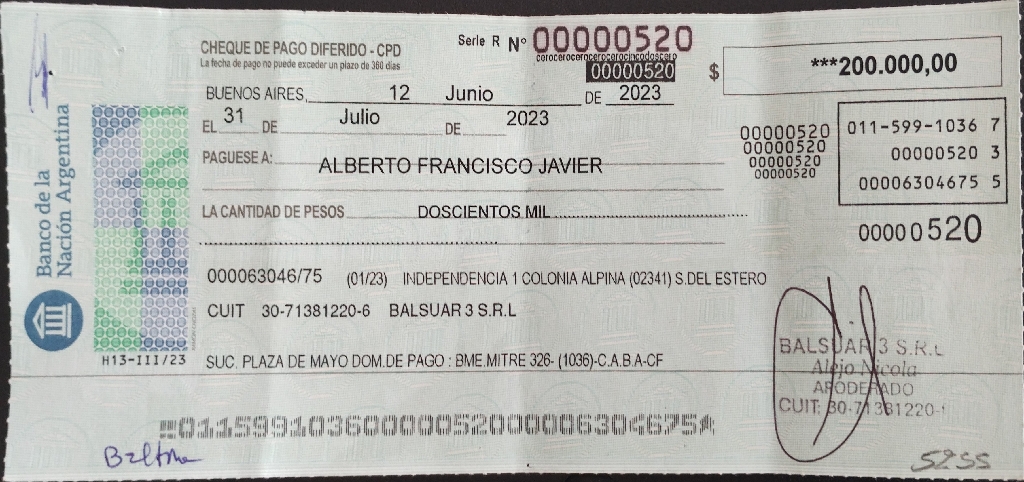 CHEQUE DE PAGO DIFERIDO - CPD
La fecha de pago no puede exceder un plazo de 360 días
Serie R Nº 00000520
cerocerocerocerocerocincodoscero
00000520
$ ***200.000,00
BUENOS AIRES, 12 Junio DE 2023
EL 31 DE Julio DE 2023
PAGUESE A: ALBERTO FRANCISCO JAVIER
LA CANTIDAD DE PESOS DOSCIENTOS MIL
00000520
00000520
00000520
00000520
011-599-1036 7
00000520 3
00006304675 5
00000520
Banco de la
Nación Argentina
H13-III/23
000063046/75 (01/23) INDEPENDENCIA 1 COLONIA ALPINA (02341) S.DEL ESTERO
CUIT 30-71381220-6 BALSUAR 3 S.R.L
SUC. PLAZA DE MAYO DOM.DE PAGO : BME.MITRE 326- (1036)-C.A.B.A-CF
BALSUAR 3 S.R.L
Alejo Nicola
APODERADO
CUIT: 30-71381220-
01159910360000052000006304675
5255